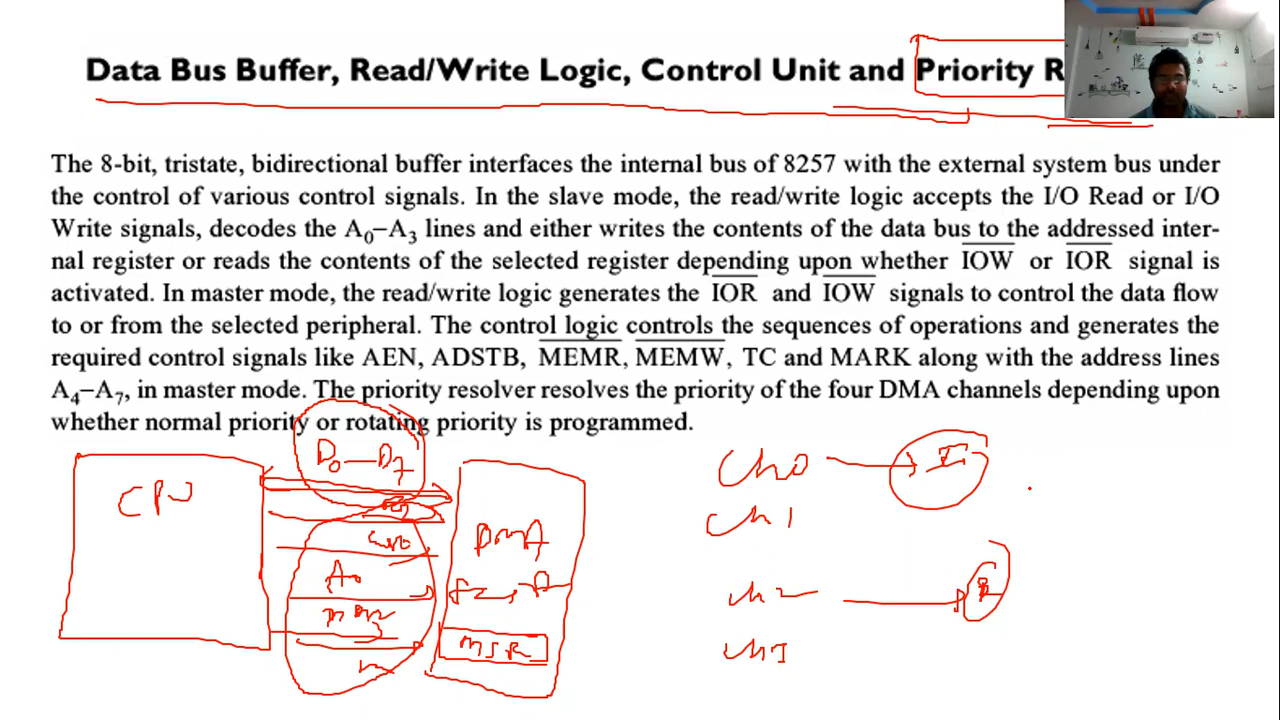 Data Bus Buffer, Read/Write Logic, Control Unit and Priority R
The 8-bit, tristate, bidirectional buffer interfaces the internal bus of 8257 with the external system bus under
the control of various control signals. In the slave mode, the read/write logic accepts the I/O Read or I/O
Write signals, decodes the A₀–A₃ lines and either writes the contents of the data bus to the addressed inter-
nal register or reads the contents of the selected register depending upon whether I̅O̅W̅ or I̅O̅R̅ signal is
activated. In master mode, the read/write logic generates the I̅O̅R̅ and I̅O̅W̅ signals to control the data flow
to or from the selected peripheral. The control logic controls the sequences of operations and generates the
required control signals like AEN, ADSTB, M̅E̅M̅R̅, M̅E̅M̅W̅, TC and MARK along with the address lines
A₄–A₇, in master mode. The priority resolver resolves the priority of the four DMA channels depending upon
whether normal priority or rotating priority is programmed.
D₀—D₇
CPU
DMA
A₀
MSR
Ch0
Ch1
Ch2
Ch3